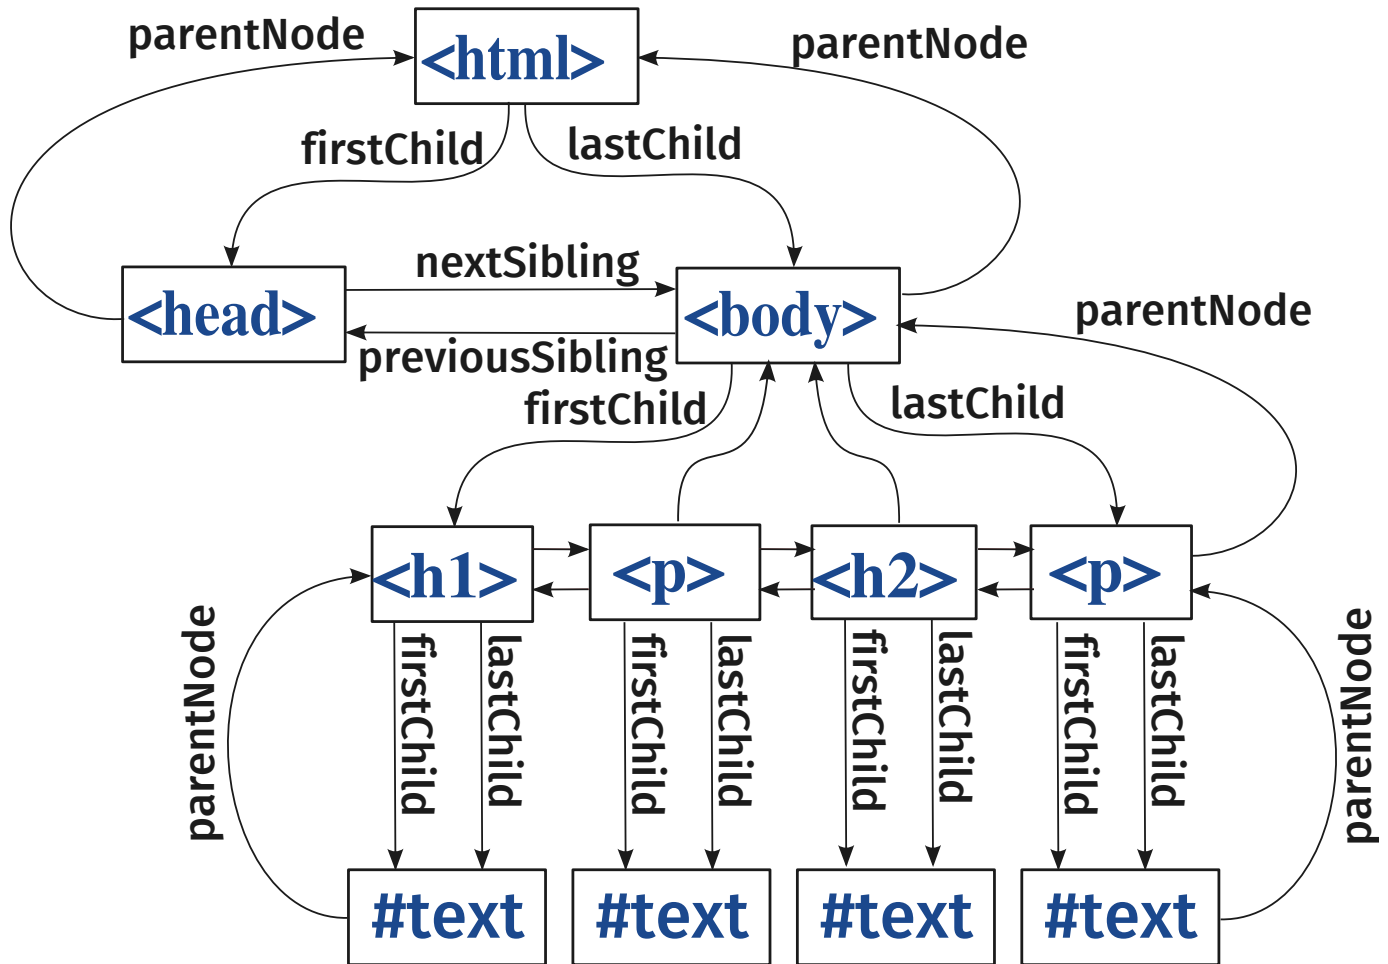 parentNode
<html>
parentNode
firstChild
lastChild
<head>
nextSibling
previousSibling
<body>
parentNode
firstChild
lastChild
<h1>
<p>
<h2>
<p>
parentNode
firstChild
lastChild
firstChild
lastChild
firstChild
lastChild
firstChild
lastChild
parentNode
#text
#text
#text
#text